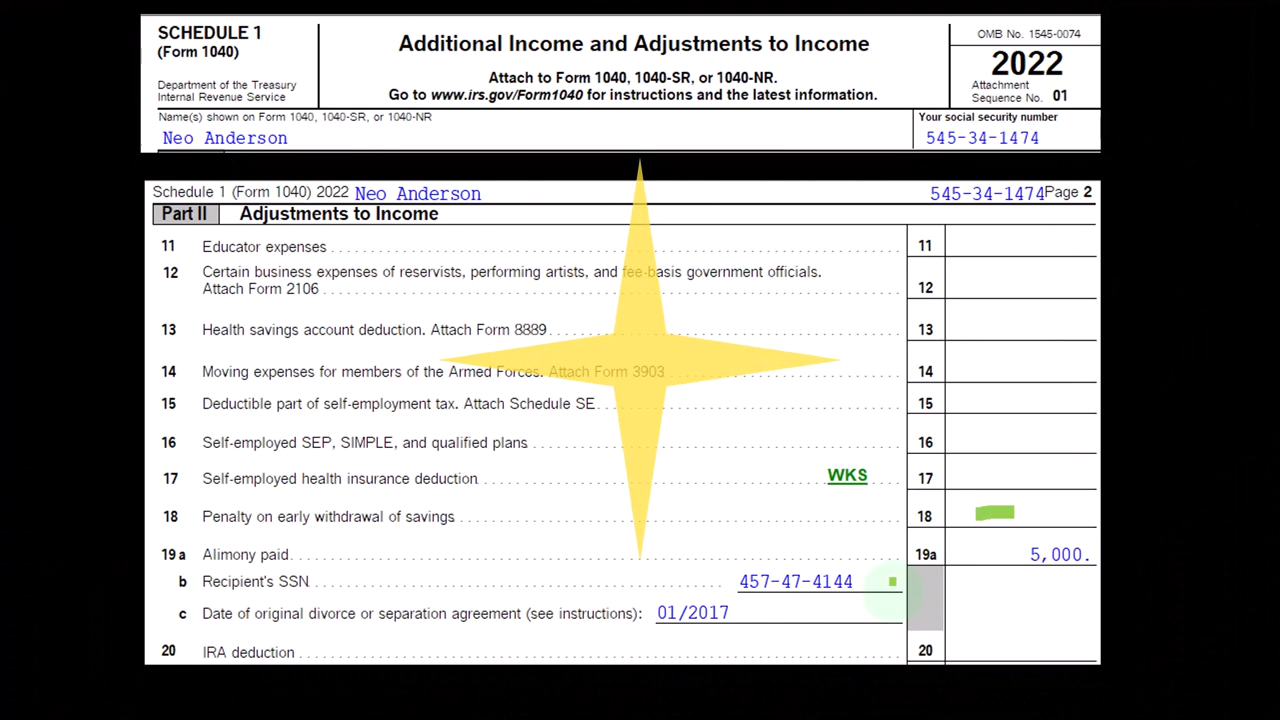 SCHEDULE 1
(Form 1040)
Department of the Treasury
Internal Revenue Service
Additional Income and Adjustments to Income
Attach to Form 1040, 1040-SR, or 1040-NR.
Go to www.irs.gov/Form1040 for instructions and the latest information.
OMB No. 1545-0074
2022
Attachment
Sequence No. 01
Name(s) shown on Form 1040, 1040-SR, or 1040-NR
Your social security number
Neo Anderson
545-34-1474
Schedule 1 (Form 1040) 2022 Neo Anderson 545-34-1474 Page 2
Part II Adjustments to Income
11 Educator expenses 11
12 Certain business expenses of reservists, performing artists, and fee-basis government officials.
Attach Form 2106 12
13 Health savings account deduction. Attach Form 8889 13
14 Moving expenses for members of the Armed Forces. Attach Form 3903 14
15 Deductible part of self-employment tax. Attach Schedule SE 15
16 Self-employed SEP, SIMPLE, and qualified plans 16
17 Self-employed health insurance deduction WKS 17
18 Penalty on early withdrawal of savings 18
19a Alimony paid 19a 5,000.
b Recipient's SSN 457-47-4144
c Date of original divorce or separation agreement (see instructions): 01/2017
20 IRA deduction 20